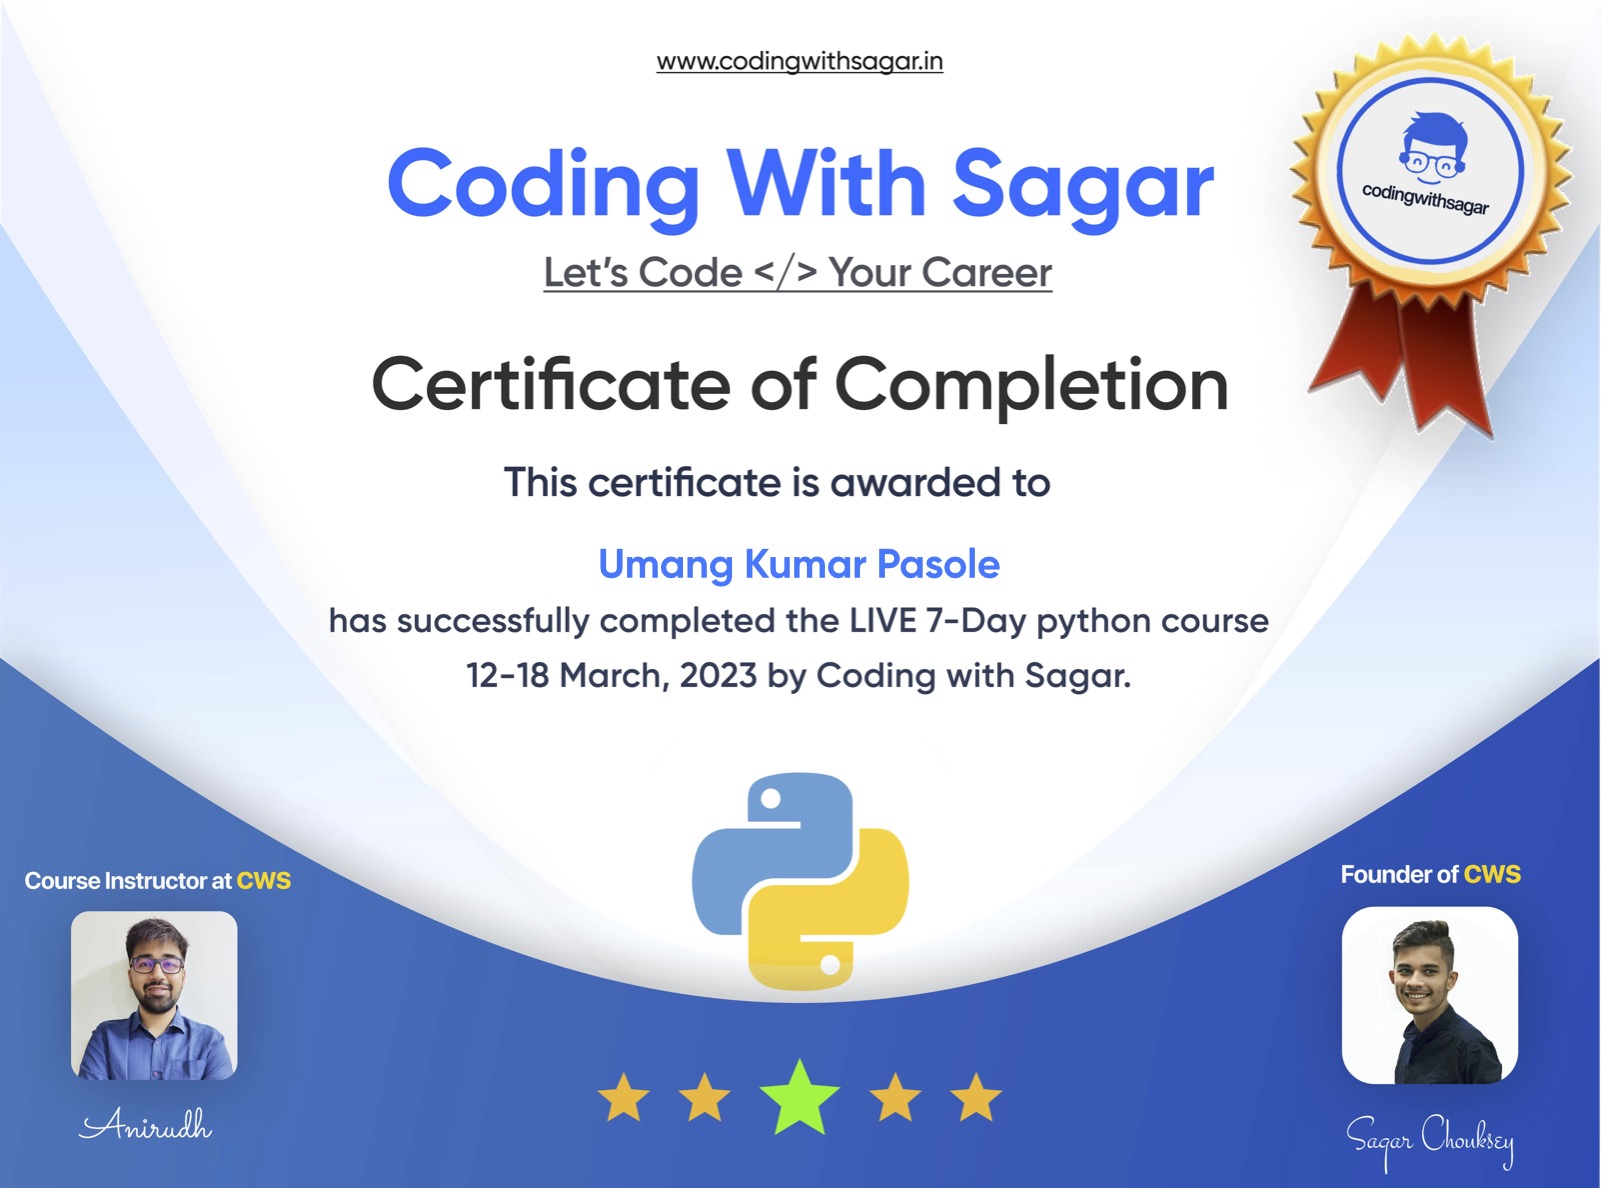 www.codingwithsagar.in
Coding With Sagar
Let's Code </> Your Career
codingwithsagar
Certificate of Completion
This certificate is awarded to
Umang Kumar Pasole
has successfully completed the LIVE 7-Day python course
12-18 March, 2023 by Coding with Sagar.
Course Instructor at CWS
Anirudh
Founder of CWS
Sagar Chouksey